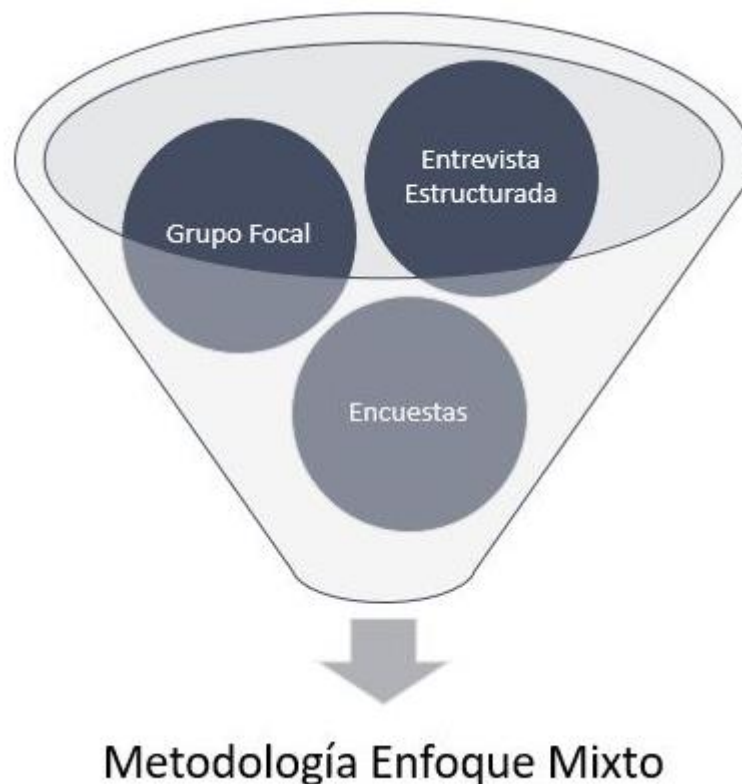 Entrevista
Estructurada
Grupo Focal
Encuestas
Metodología Enfoque Mixto